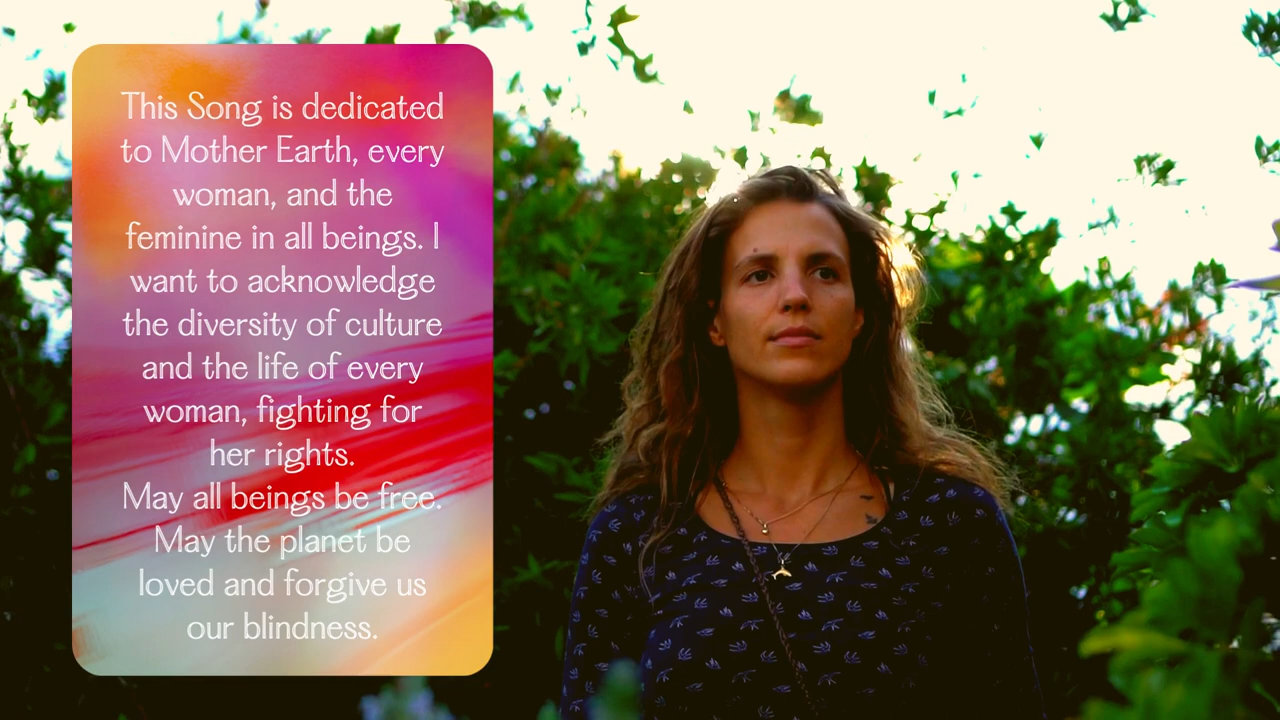 This Song is dedicated
to Mother Earth, every
woman, and the
feminine in all beings. I
want to acknowledge
the diversity of culture
and the life of every
woman, fighting for
her rights.
May all beings be free.
May the planet be
loved and forgive us
our blindness.